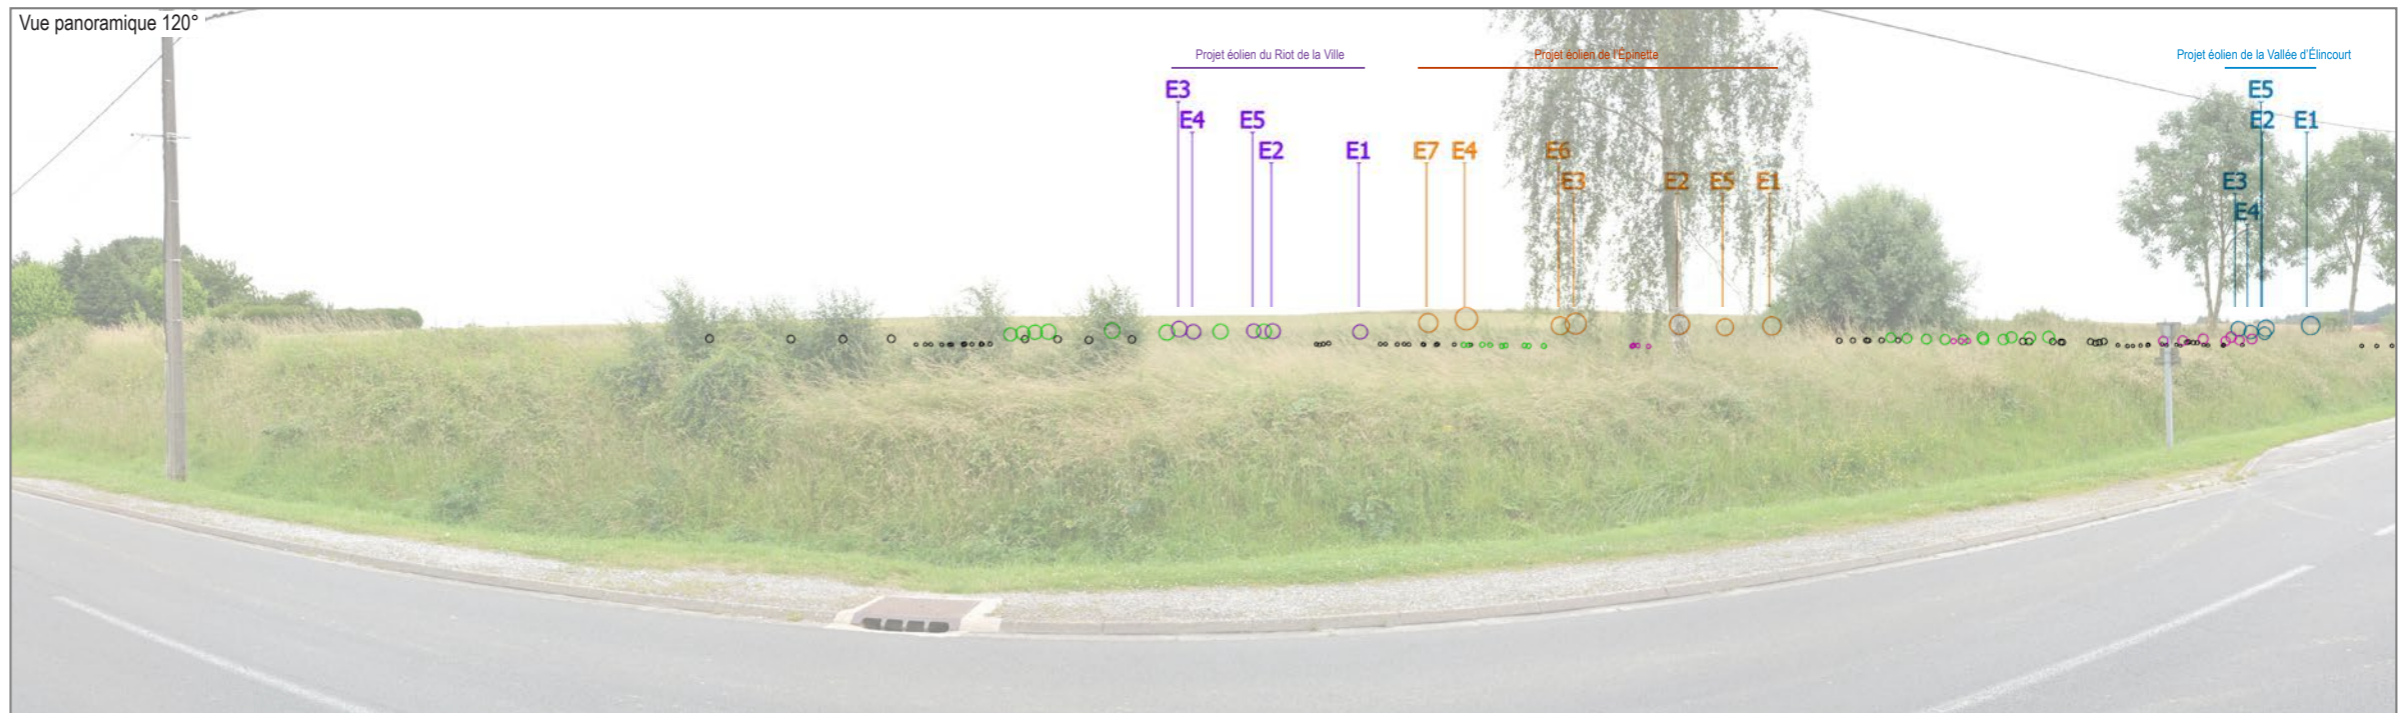 Vue panoramique 120°
Projet éolien du Riot de la Ville
Projet éolien de l'Épinette
Projet éolien de la Vallée d'Élincourt
E3
E4
E5
E2
E1
E7
E4
E6
E3
E2
E5
E1
E5
E2
E1
E3
E4